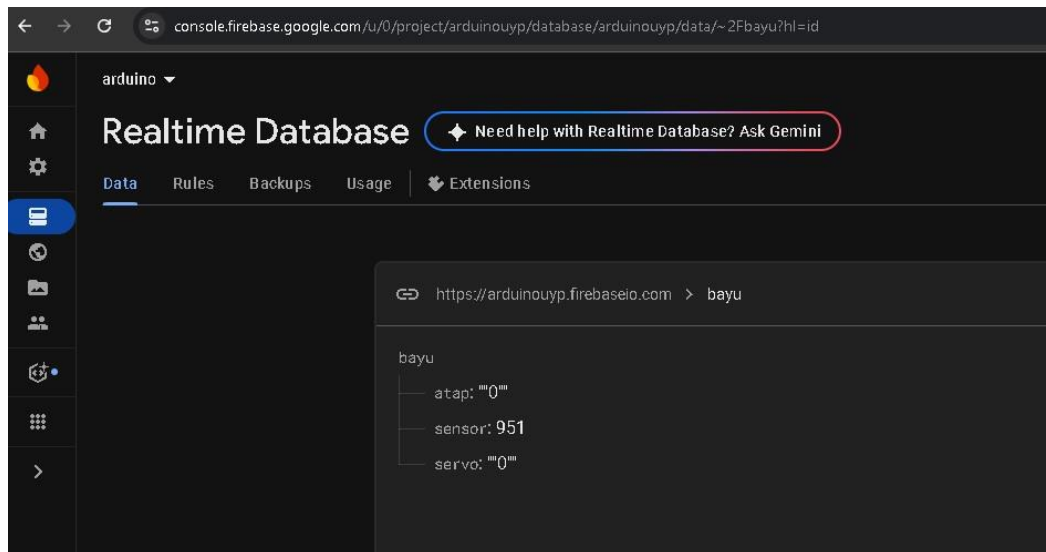 console.firebase.google.com/u/0/project/arduinouyp/database/arduinouyp/data/~2Fbayu?hl=id
arduino
Realtime Database
Need help with Realtime Database? Ask Gemini
Data Rules Backups Usage Extensions
https://arduinouyp.firebaseio.com > bayu
bayu
atap: ""0""
sensor: 951
servo: ""0""